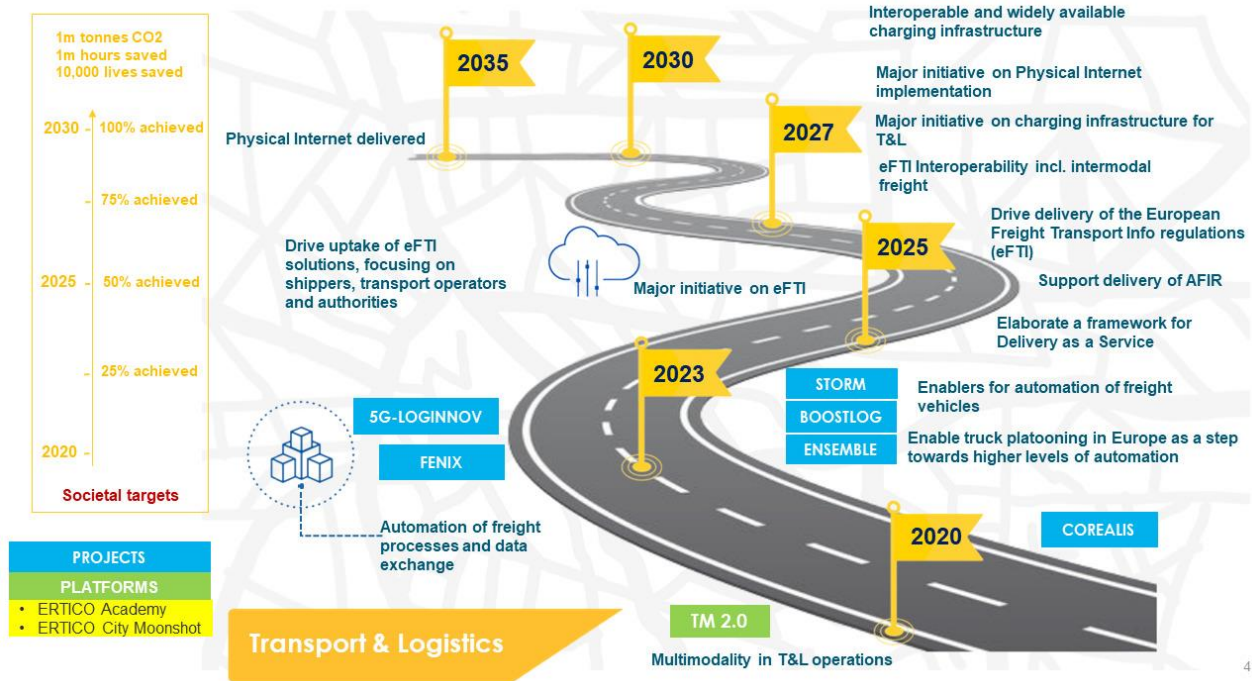 1m tonnes CO2
1m hours saved
10,000 lives saved
2030
100% achieved
75% achieved
2025
50% achieved
25% achieved
2020
Societal targets
PROJECTS
PLATFORMS
• ERTICO Academy
• ERTICO City Moonshot
2035
2030
2027
2025
2023
2020
Physical Internet delivered
Interoperable and widely available
charging infrastructure
Major initiative on Physical Internet
implementation
Major initiative on charging infrastructure for
T&L
eFTI Interoperability incl. intermodal
freight
Drive delivery of the European
Freight Transport Info regulations
(eFTI)
Support delivery of AFIR
Elaborate a framework for
Delivery as a Service
Drive uptake of eFTI
solutions, focusing on
shippers, transport operators
and authorities
Major initiative on eFTI
5G-LOGINNOV
FENIX
Automation of freight
processes and data
exchange
STORM
BOOSTLOG
ENSEMBLE
Enablers for automation of freight
vehicles
Enable truck platooning in Europe as a step
towards higher levels of automation
COREALIS
TM 2.0
Multimodality in T&L operations
Transport & Logistics
4